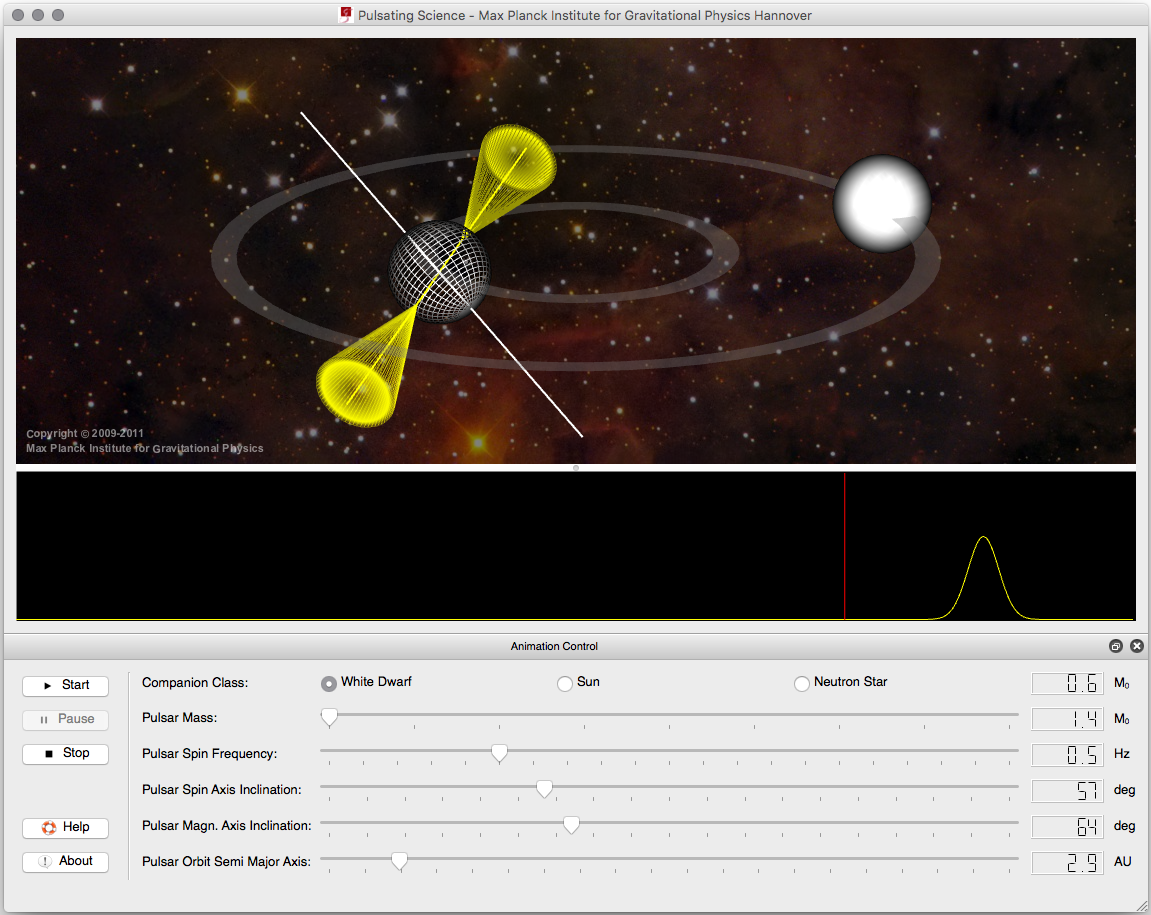 Pulsating Science - Max Planck Institute for Gravitational Physics Hannover
Copyright © 2009-2011
Max Planck Institute for Gravitational Physics
Animation Control
Start
Pause
Stop
Help
About
Companion Class: White Dwarf Sun Neutron Star 0.6 M₀
Pulsar Mass: 1.4 M₀
Pulsar Spin Frequency: 0.5 Hz
Pulsar Spin Axis Inclination: 57 deg
Pulsar Magn. Axis Inclination: 64 deg
Pulsar Orbit Semi Major Axis: 2.9 AU